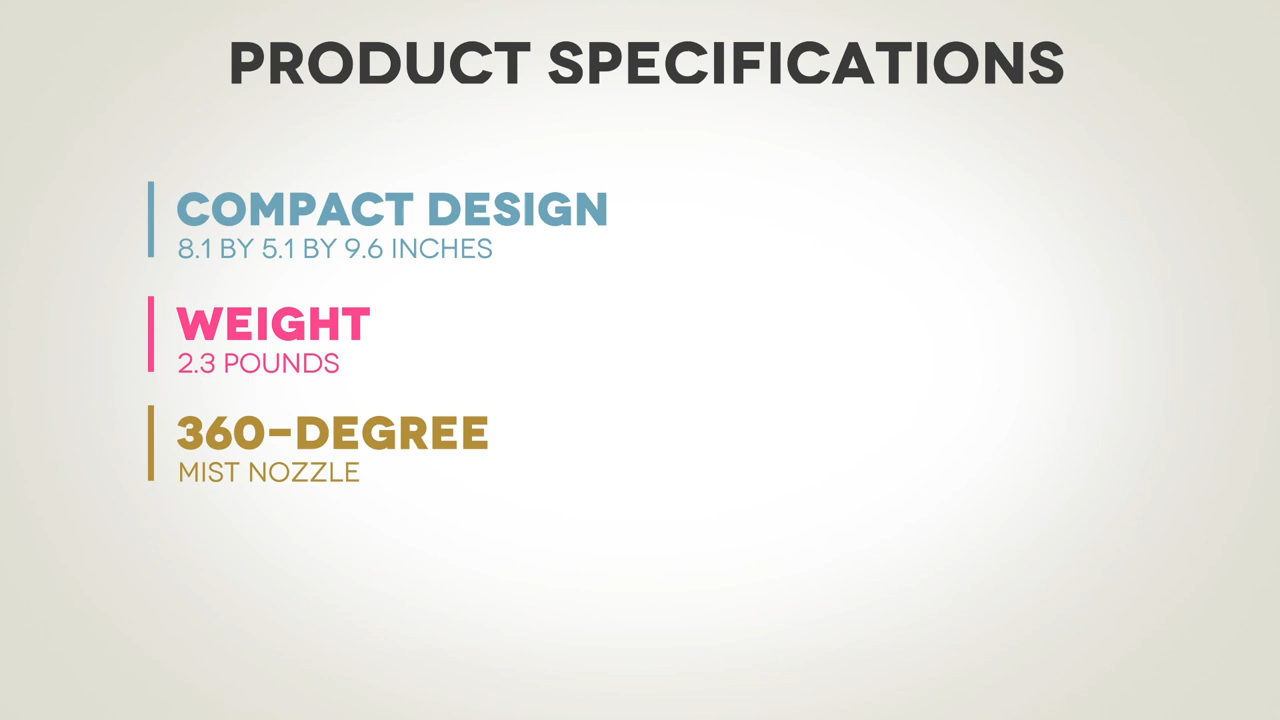 PRODUCT SPECIFICATIONS
COMPACT DESIGN
8.1 BY 5.1 BY 9.6 INCHES
WEIGHT
2.3 POUNDS
360-DEGREE
MIST NOZZLE